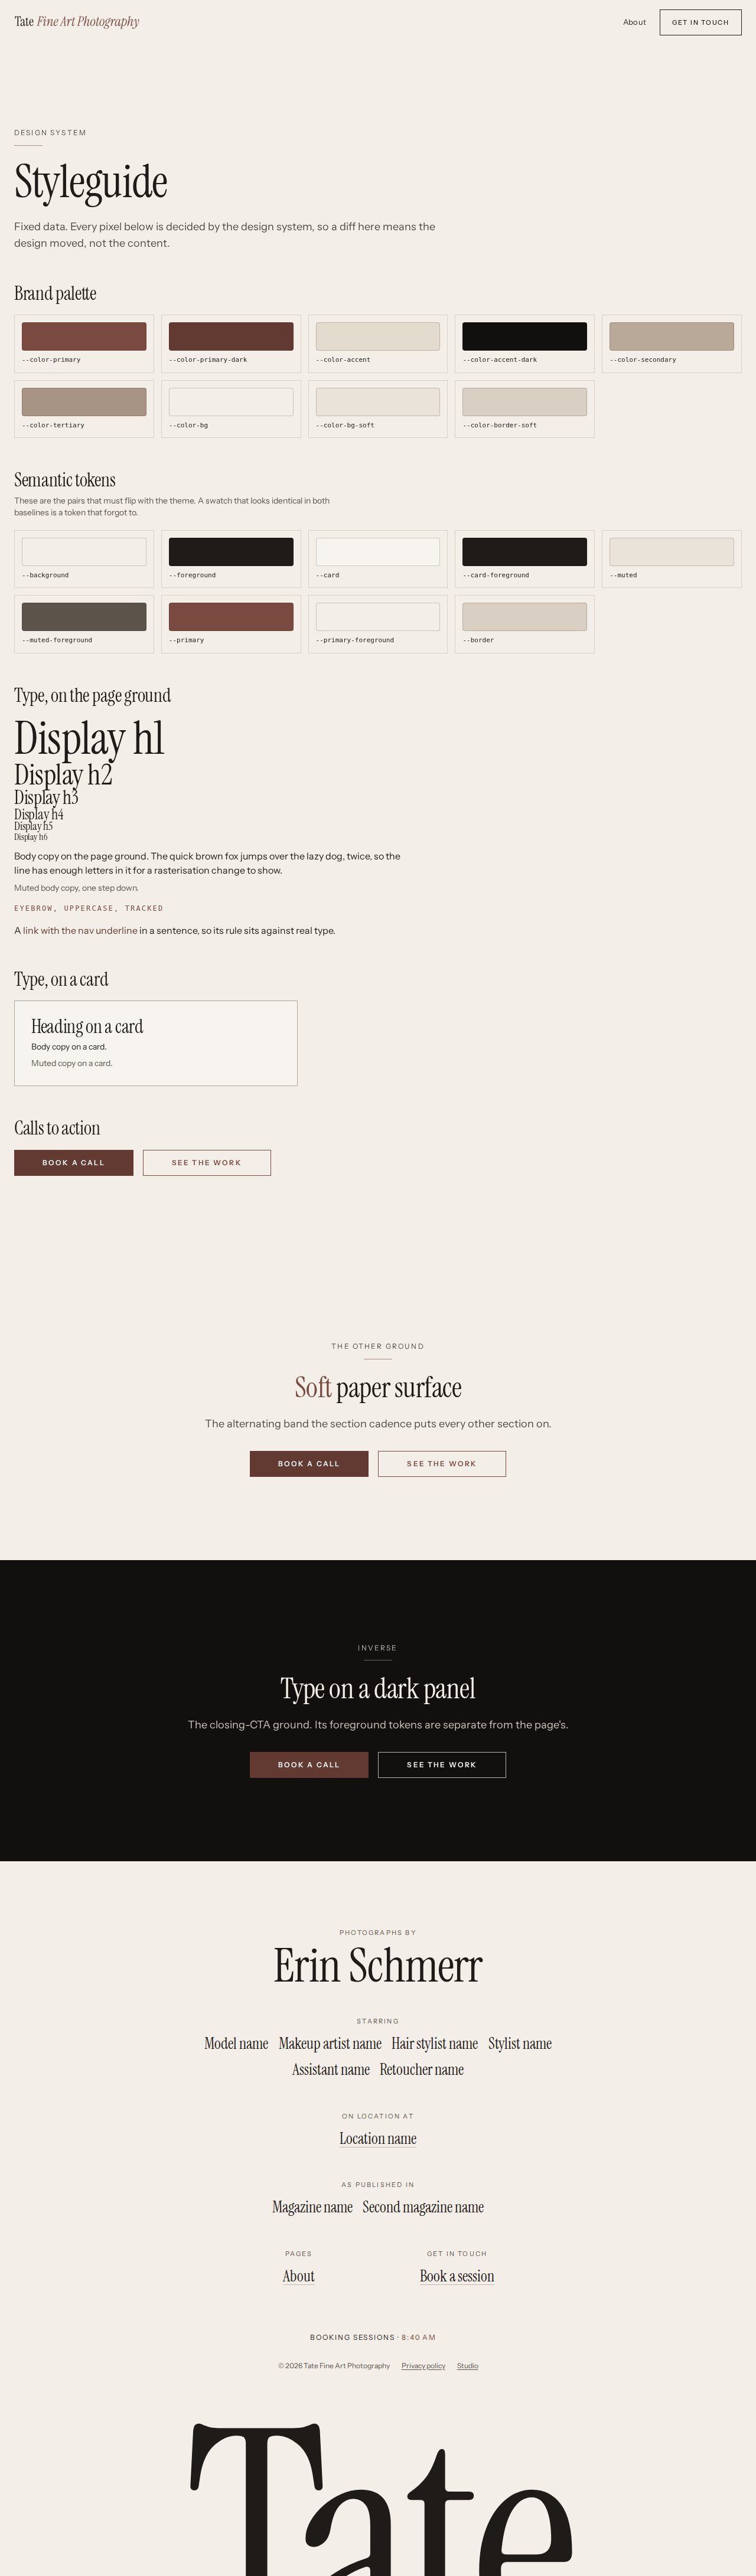 Tate Fine Art Photography
About
GET IN TOUCH
DESIGN SYSTEM
Styleguide
Fixed data. Every pixel below is decided by the design system, so a diff here means the
design moved, not the content.
Brand palette
--color-primary
--color-primary-dark
--color-accent
--color-accent-dark
--color-secondary
--color-tertiary
--color-bg
--color-bg-soft
--color-border-soft
Semantic tokens
These are the pairs that must flip with the theme. A swatch that looks identical in both
baselines is a token that forgot to.
--background
--foreground
--card
--card-foreground
--muted
--muted-foreground
--primary
--primary-foreground
--border
Type, on the page ground
Display h1
Display h2
Display h3
Display h4
Display h5
Display h6
Body copy on the page ground. The quick brown fox jumps over the lazy dog, twice, so the
line has enough letters in it for a rasterisation change to show.
Muted body copy, one step down.
EYEBROW, UPPERCASE, TRACKED
A link with the nav underline in a sentence, so its rule sits against real type.
Type, on a card
Heading on a card
Body copy on a card.
Muted copy on a card.
Calls to action
BOOK A CALL
SEE THE WORK
THE OTHER GROUND
Soft paper surface
The alternating band the section cadence puts every other section on.
BOOK A CALL
SEE THE WORK
INVERSE
Type on a dark panel
The closing-CTA ground. Its foreground tokens are separate from the page's.
BOOK A CALL
SEE THE WORK
PHOTOGRAPHS BY
Erin Schmerr
STARRING
Model name Makeup artist name Hair stylist name Stylist name
Assistant name Retoucher name
ON LOCATION AT
Location name
AS PUBLISHED IN
Magazine name Second magazine name
PAGES
About
GET IN TOUCH
Book a session
BOOKING SESSIONS · 8:40 AM
© 2026 Tate Fine Art Photography Privacy policy Studio
Tate